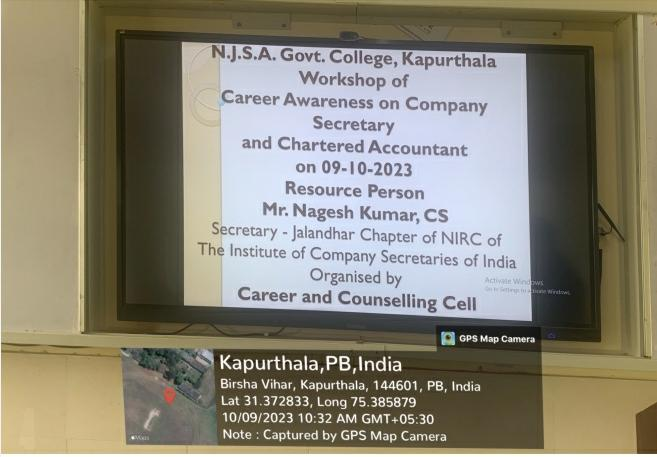 N.J.S.A. Govt. College, Kapurthala
Workshop of
Career Awareness on Company
Secretary
and Chartered Accountant
on 09-10-2023
Resource Person
Mr. Nagesh Kumar, CS
Secretary - Jalandhar Chapter of NIRC of
The Institute of Company Secretaries of India
Organised by
Career and Counselling Cell
Activate Windows
Go to Settings to activate Windows.
GPS Map Camera
Kapurthala,PB,India
Birsha Vihar, Kapurthala, 144601, PB, India
Lat 31.372833, Long 75.385879
10/09/2023 10:32 AM GMT+05:30
Note : Captured by GPS Map Camera
Maps